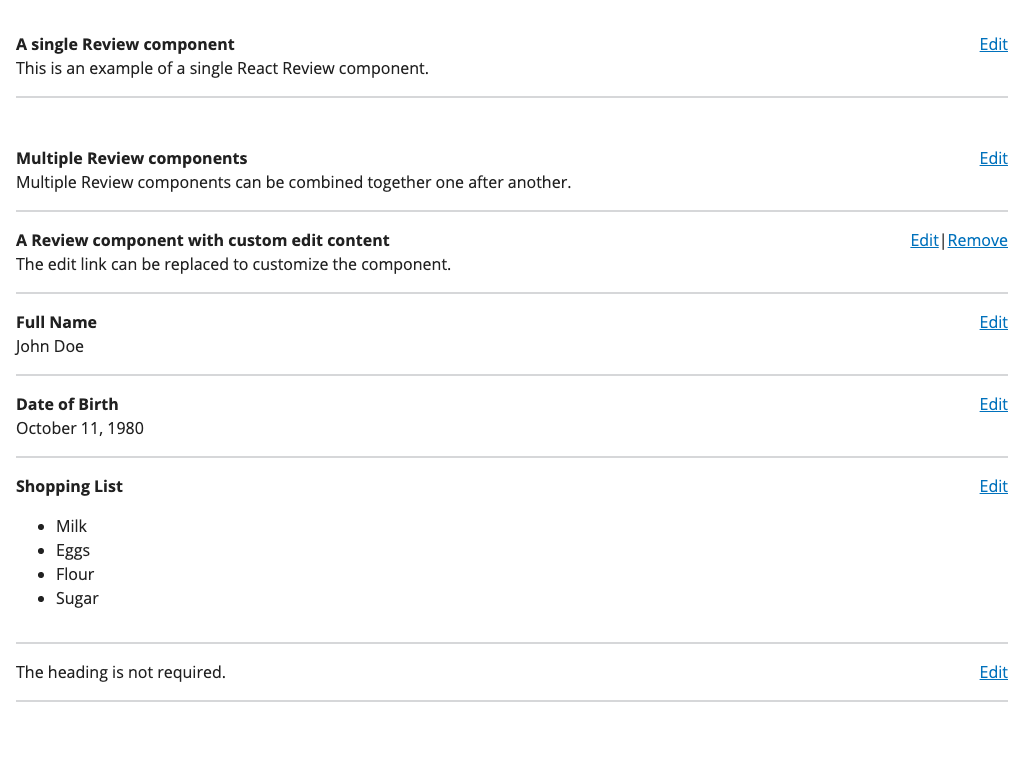 A single Review component Edit
This is an example of a single React Review component.
Multiple Review components Edit
Multiple Review components can be combined together one after another.
A Review component with custom edit content Edit|Remove
The edit link can be replaced to customize the component.
Full Name Edit
John Doe
Date of Birth Edit
October 11, 1980
Shopping List Edit
• Milk
• Eggs
• Flour
• Sugar
The heading is not required. Edit